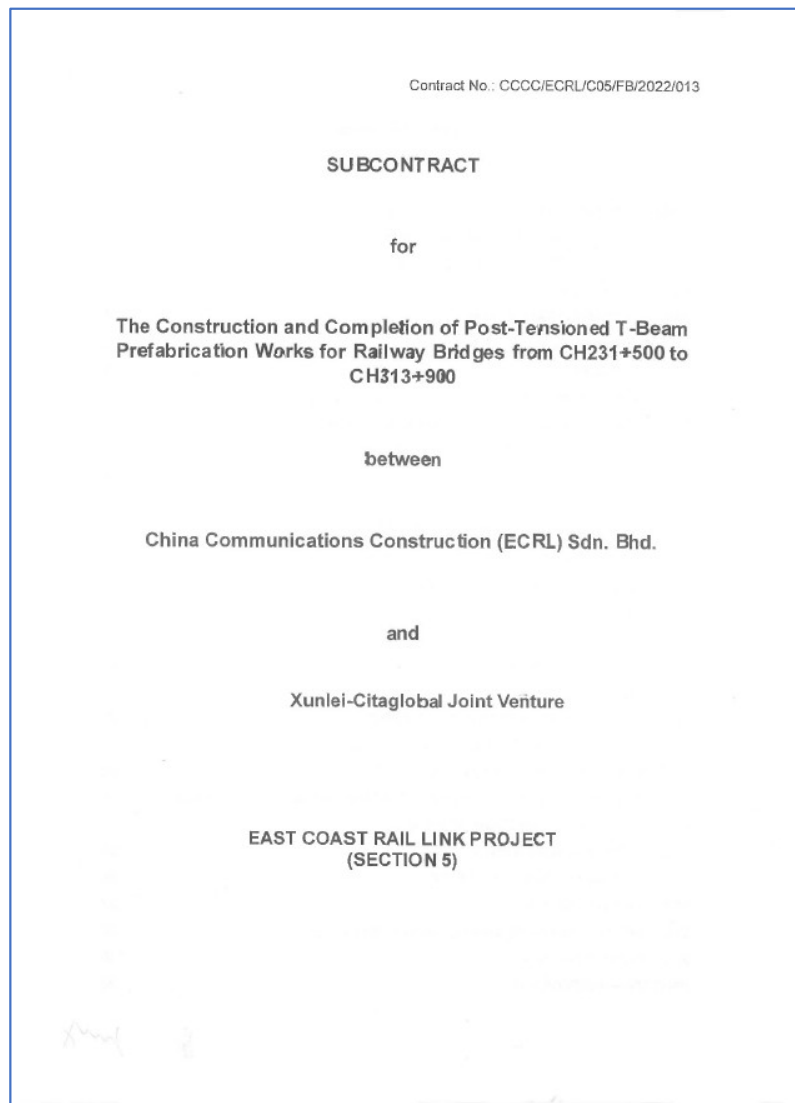 Contract No.: CCCC/ECRL/C05/FB/2022/013
SUBCONTRACT
for
The Construction and Completion of Post-Tensioned T-Beam
Prefabrication Works for Railway Bridges from CH231+500 to
CH313+900
between
China Communications Construction (ECRL) Sdn. Bhd.
and
Xunlei-Citaglobal Joint Venture
EAST COAST RAIL LINK PROJECT
(SECTION 5)